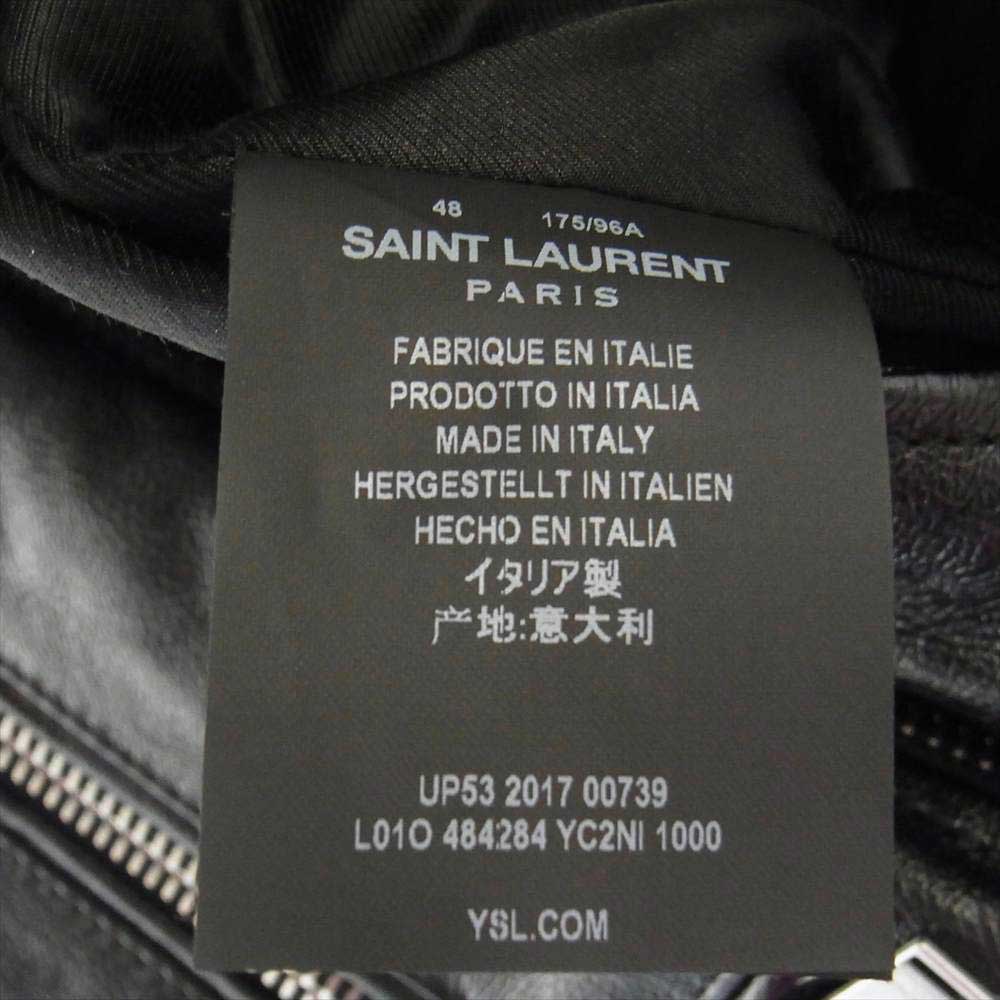 48 175/96A
SAINT LAURENT
PARIS
FABRIQUE EN ITALIE
PRODOTTO IN ITALIA
MADE IN ITALY
HERGESTELLT IN ITALIEN
HECHO EN ITALIA
イタリア製
产地:意大利
UP53 2017 00739
L01O 484284 YC2NI 1000
YSL.COM